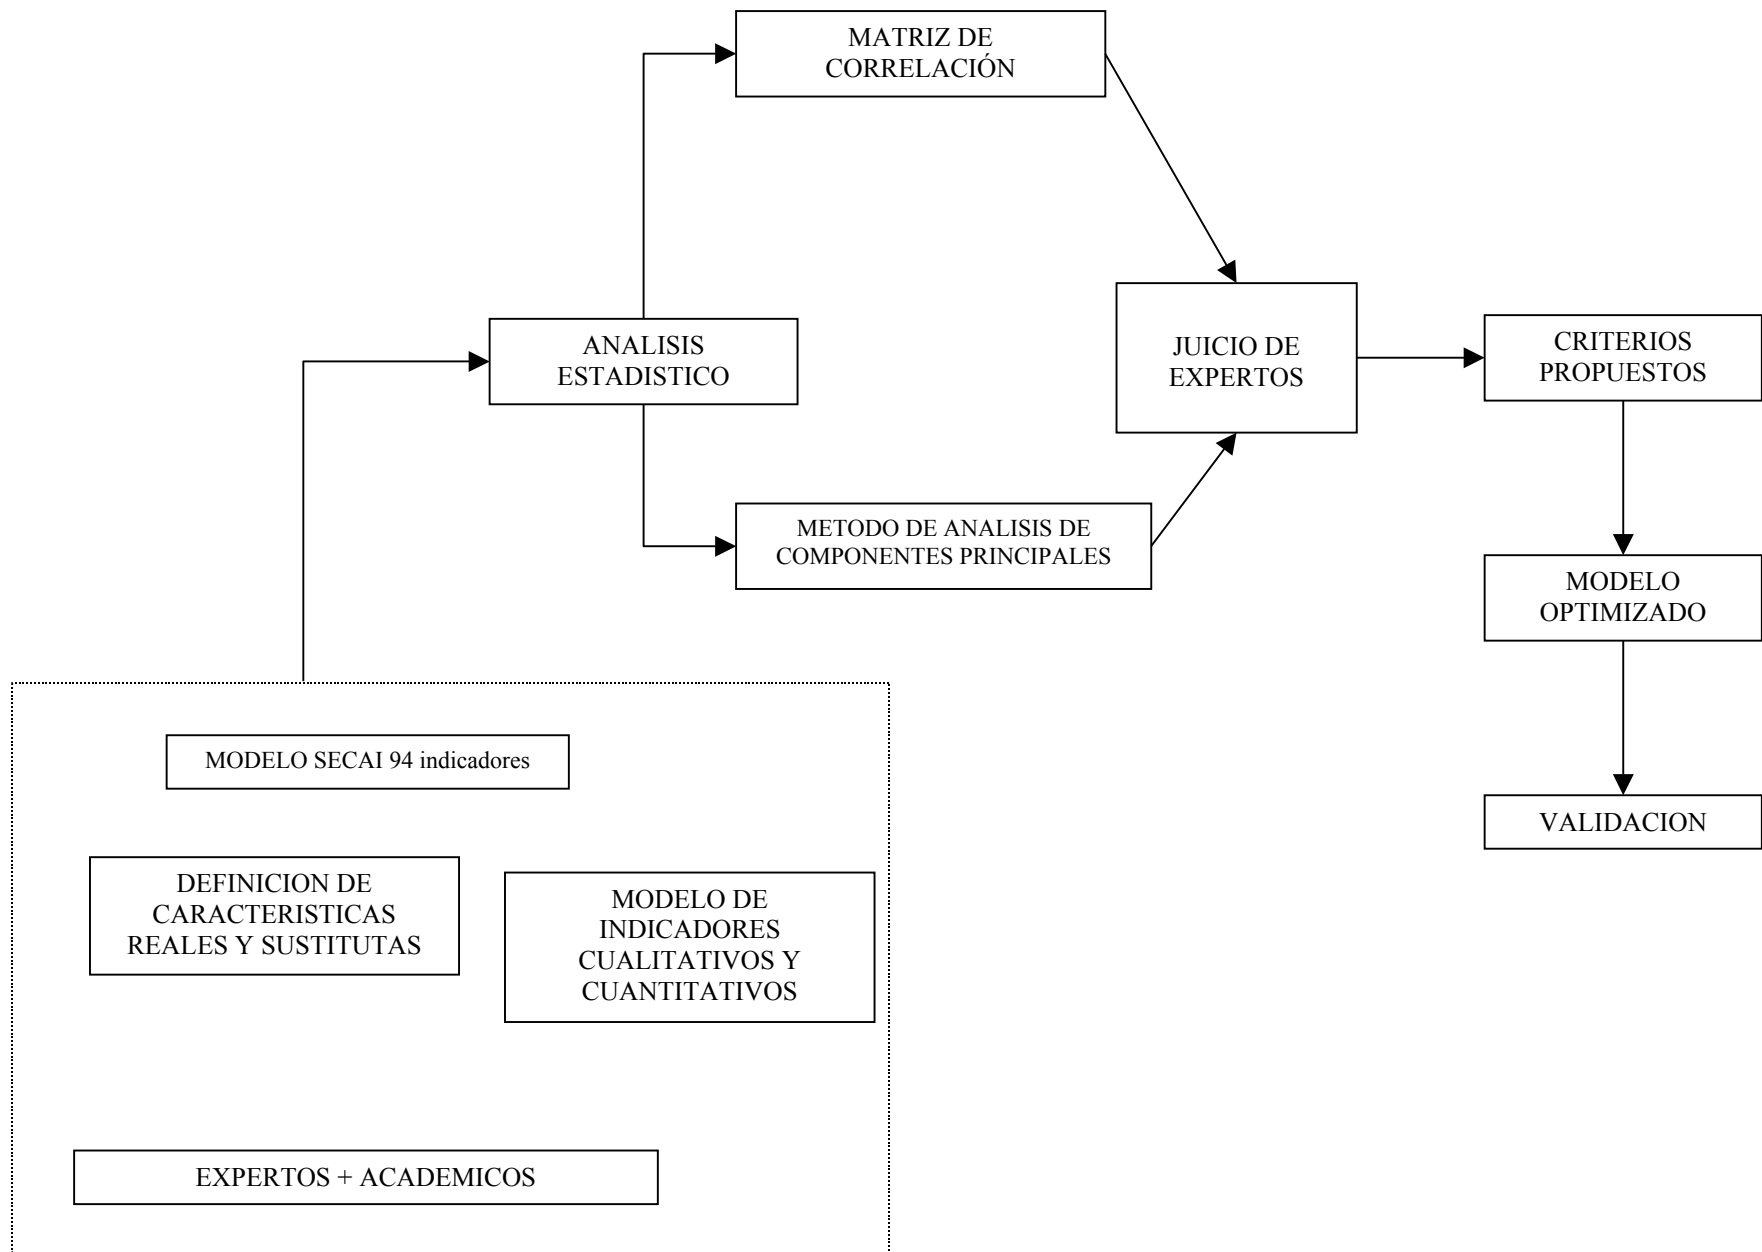 MATRIZ DE
CORRELACIÓN
ANALISIS
ESTADISTICO
JUICIO DE
EXPERTOS
CRITERIOS
PROPUESTOS
METODO DE ANALISIS DE
COMPONENTES PRINCIPALES
MODELO
OPTIMIZADO
VALIDACION
MODELO SECAI 94 indicadores
DEFINICION DE
CARACTERISTICAS
REALES Y SUSTITUTAS
MODELO DE
INDICADORES
CUALITATIVOS Y
CUANTITATIVOS
EXPERTOS + ACADEMICOS